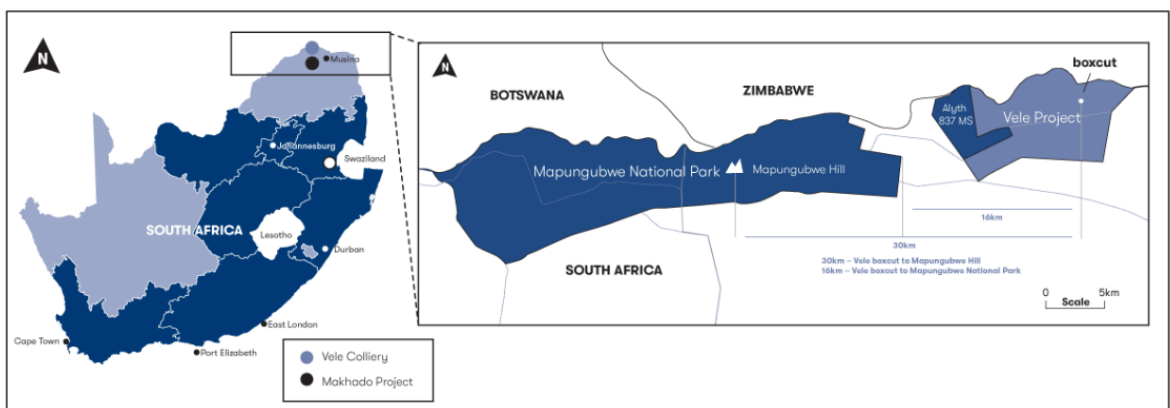 N
Musina
Johannesburg
Swaziland
SOUTH AFRICA
Lesotho
Durban
East London
Cape Town
Port Elizabeth
Vele Colliery
Makhado Project
N
BOTSWANA
ZIMBABWE
boxcut
Alyth
837 MS
Vele Project
Mapungubwe National Park
Mapungubwe Hill
16km
30km
30km – Vele boxcut to Mapungubwe Hill
16km – Vele boxcut to Mapungubwe National Park
SOUTH AFRICA
0 5km
Scale